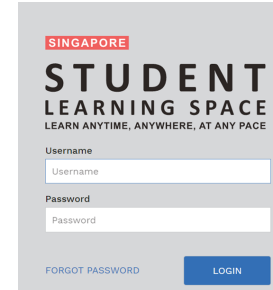 SINGAPORE
STUDENT
LEARNING SPACE
LEARN ANYTIME, ANYWHERE, AT ANY PACE
Username
Username
Password
Password
FORGOT PASSWORD
LOGIN